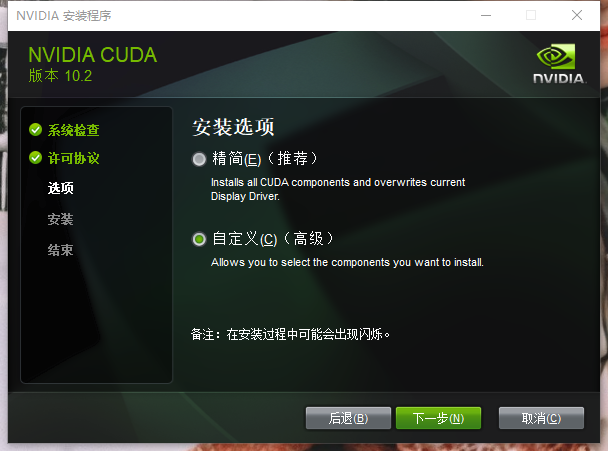 NVIDIA 安装程序
NVIDIA CUDA
版本 10.2
NVIDIA.
系统检查
许可协议
选项
安装
结束
安装选项
精简(E)（推荐）
Installs all CUDA components and overwrites current
Display Driver.
自定义(C)（高级）
Allows you to select the components you want to install.
备注：在安装过程中可能会出现闪烁。
后退(B)
下一步(N)
取消(C)